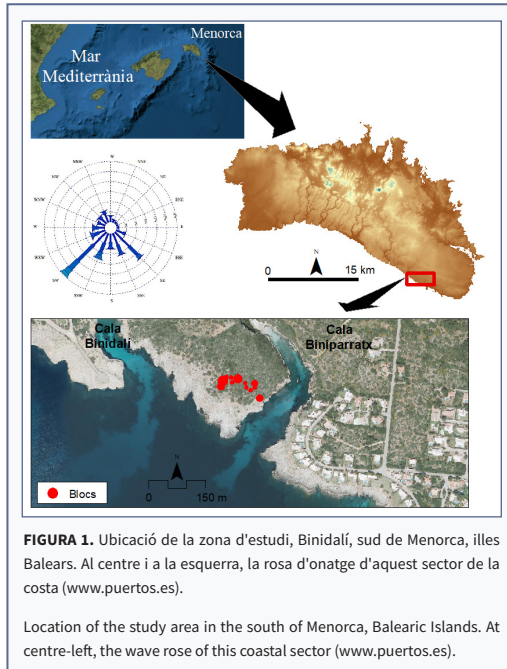 Menorca
Mar
Mediterrània
N
0 15 km
Cala
Binidalí
Cala
Biniparratx
N
Blocs
0 150 m
FIGURA 1. Ubicació de la zona d'estudi, Binidalí, sud de Menorca, illes
Balears. Al centre i a la esquerra, la rosa d'onatge d'aquest sector de la
costa (www.puertos.es).
Location of the study area in the south of Menorca, Balearic Islands. At
centre-left, the wave rose of this coastal sector (www.puertos.es).